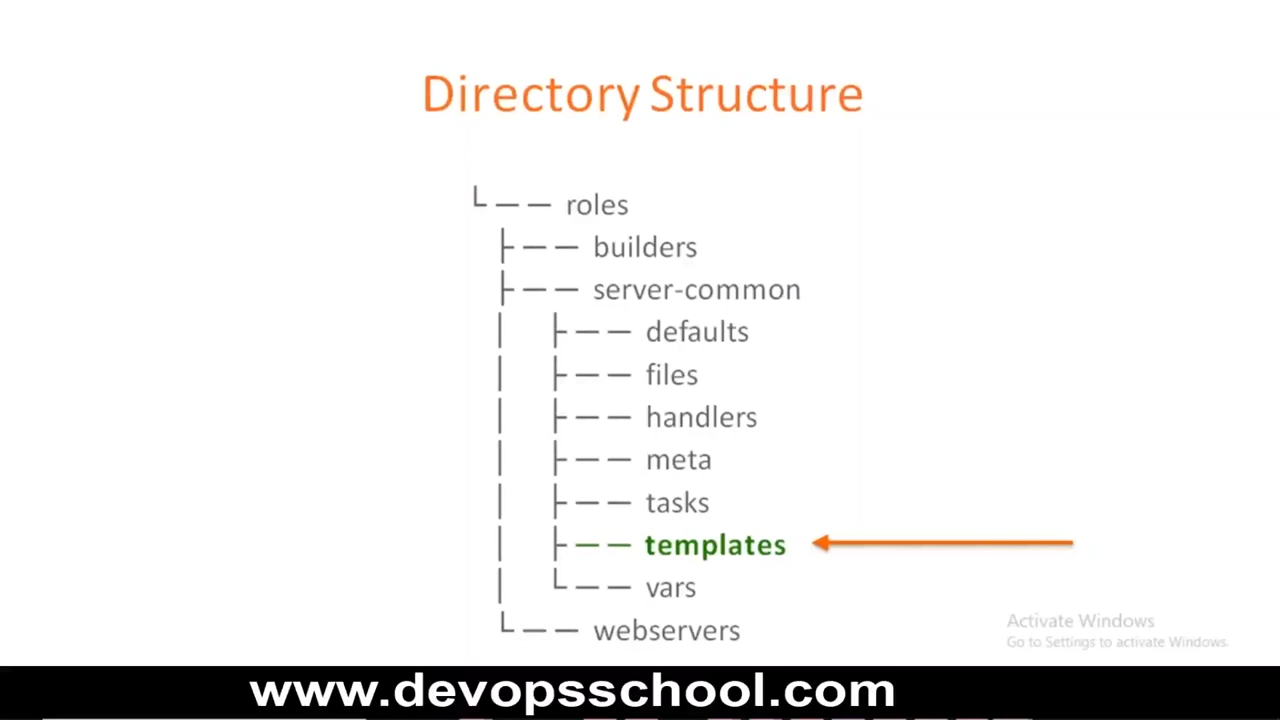 Directory Structure
└ — — roles
├ — — builders
├ — — server-common
│ ├ — — defaults
│ ├ — — files
│ ├ — — handlers
│ ├ — — meta
│ ├ — — tasks
│ ├ — — templates
│ └ — — vars
└ — — webservers
Activate Windows
Go to Settings to activate Windows.
www.devopsschool.com